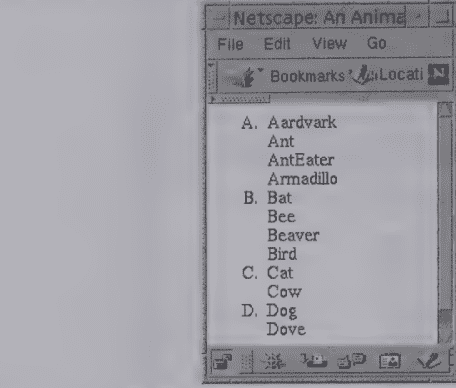 Netscape: An Anima
File Edit View Go
Bookmarks Locati N
A. Aardvark
Ant
AntEater
Armadillo
B. Bat
Bee
Beaver
Bird
C. Cat
Cow
D. Dog
Dove